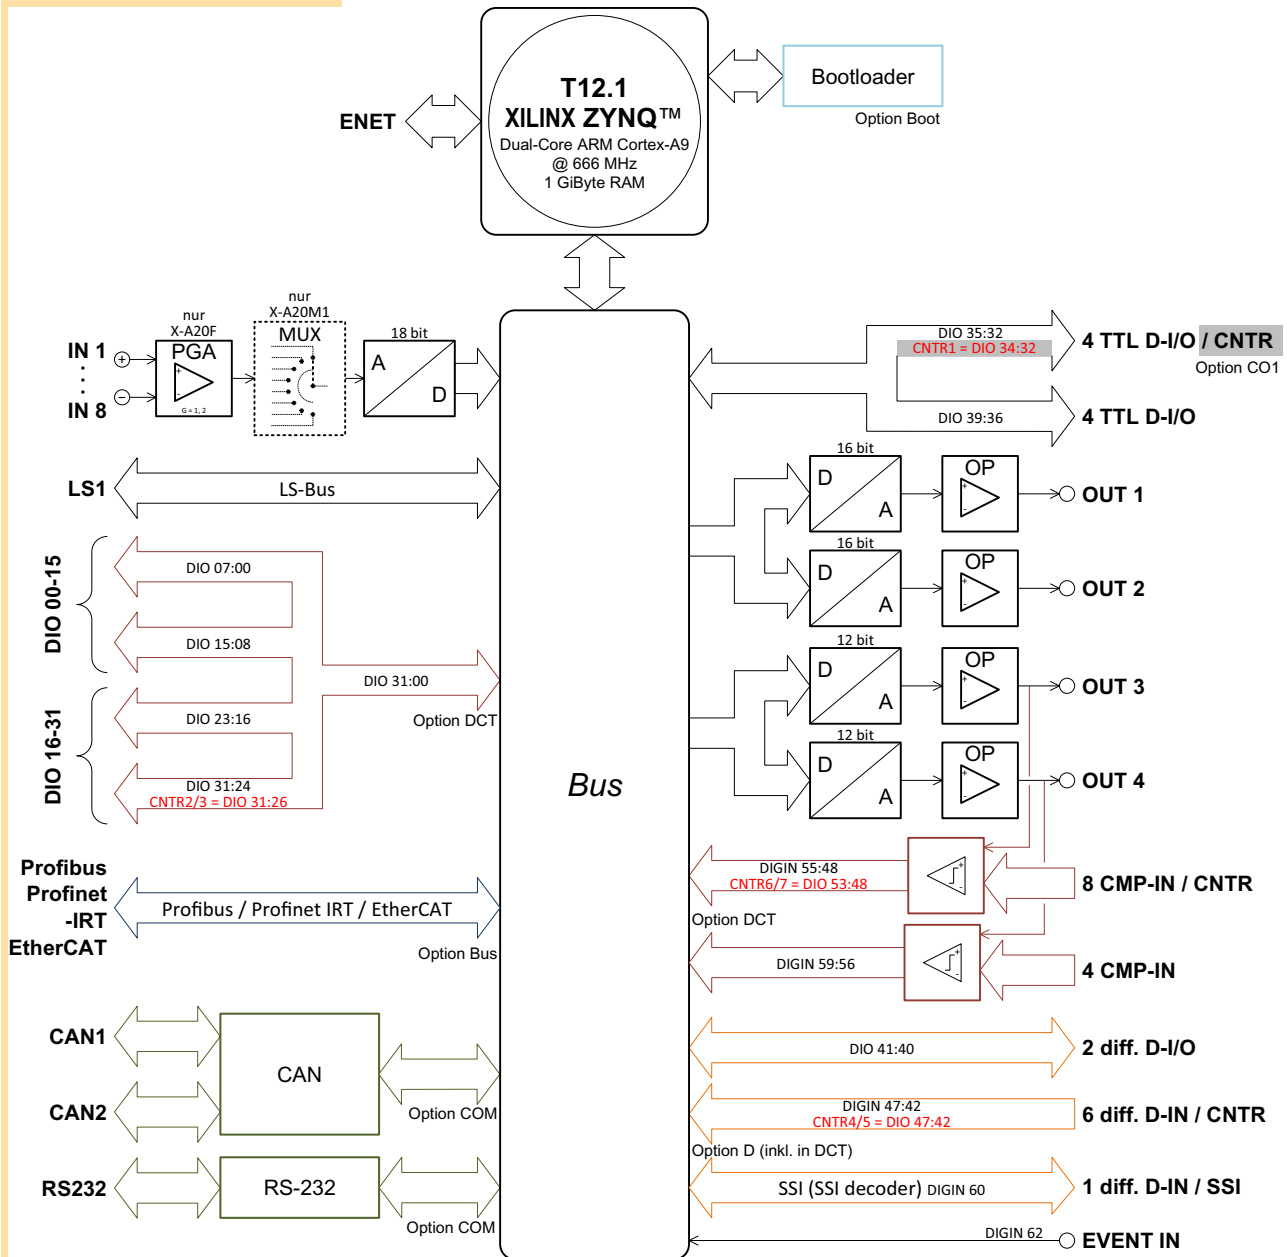 T12.1
XILINX ZYNQ™
Dual-Core ARM Cortex-A9
@ 666 MHz
1 GiByte RAM
ENET
Bootloader
Option Boot
nur
X-A20F
nur
X-A20M1
IN 1
IN 8
+
−
PGA
+
-
G = 1, 2
MUX
18 bit
A
D
LS1
LS-Bus
DIO 00-15
DIO 07:00
DIO 15:08
DIO 31:00
Option DCT
DIO 16-31
DIO 23:16
DIO 31:24
CNTR2/3 = DIO 31:26
Profibus
Profinet
-IRT
EtherCAT
Profibus / Profinet IRT / EtherCAT
Option Bus
CAN1
CAN2
CAN
Option COM
RS232
RS-232
Option COM
Bus
DIO 35:32
CNTR1 = DIO 34:32
4 TTL D-I/O / CNTR
Option CO1
DIO 39:36
4 TTL D-I/O
16 bit
D
A
OP
+
-
OUT 1
16 bit
D
A
OP
+
-
OUT 2
12 bit
D
A
OP
+
-
OUT 3
12 bit
D
A
OP
+
-
OUT 4
DIGIN 55:48
CNTR6/7 = DIO 53:48
Option DCT
+
-
8 CMP-IN / CNTR
DIGIN 59:56
+
-
4 CMP-IN
DIO 41:40
2 diff. D-I/O
DIGIN 47:42
CNTR4/5 = DIO 47:42
6 diff. D-IN / CNTR
Option D (inkl. in DCT)
SSI (SSI decoder) DIGIN 60
1 diff. D-IN / SSI
DIGIN 62
EVENT IN